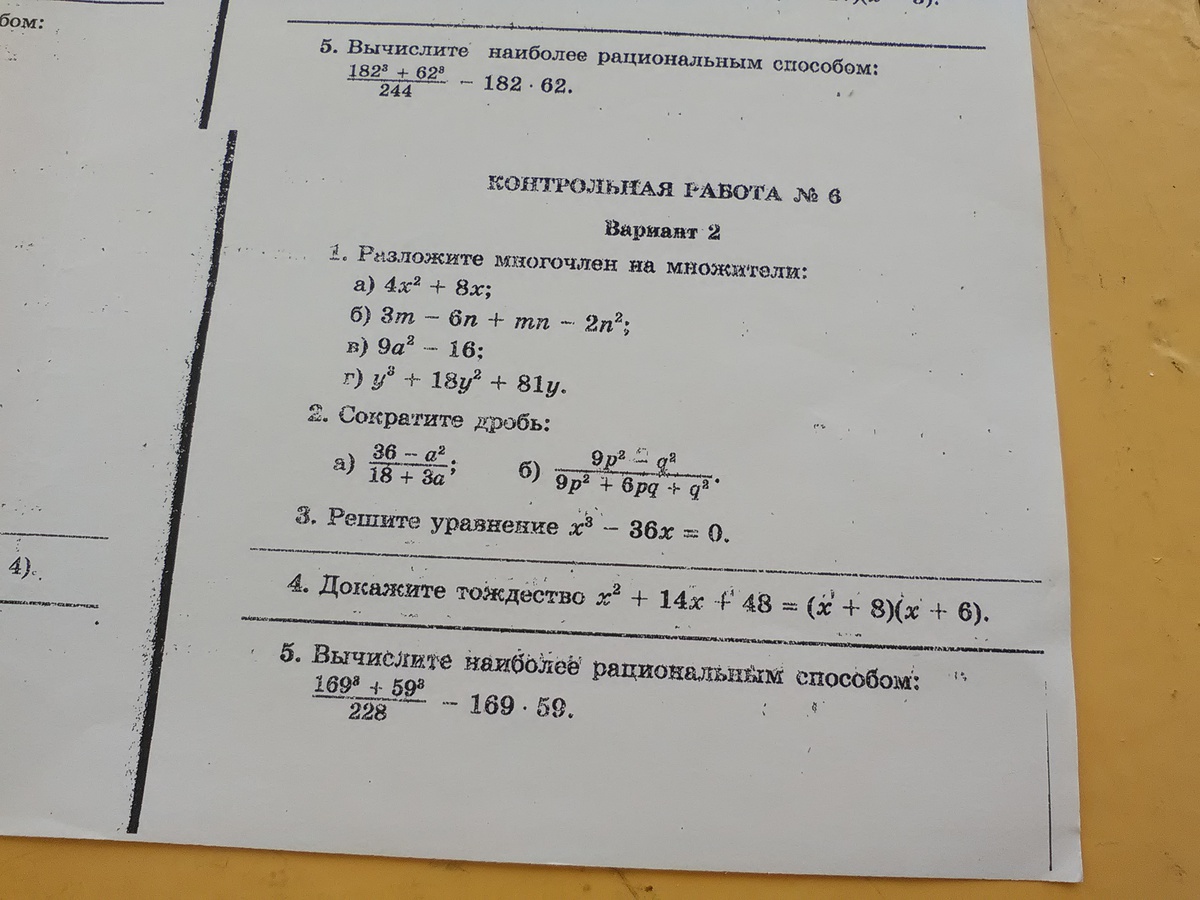 бом:
5. Вычислите наиболее рациональным способом:
(182³ + 62³)/244 − 182 · 62.
КОНТРОЛЬНАЯ РАБОТА № 6
Вариант 2
1. Разложите многочлен на множители:
а) 4x² + 8x;
б) 3m − 6n + mn − 2n²;
в) 9a² − 16;
г) y³ + 18y² + 81y.
2. Сократите дробь:
а) (36 − a²)/(18 + 3a); б) (9p² − q²)/(9p² + 6pq + q²).
3. Решите уравнение x³ − 36x = 0.
4).
4. Докажите тождество x² + 14x + 48 = (x + 8)(x + 6).
5. Вычислите наиболее рациональным способом:
(169³ + 59³)/228 − 169 · 59.